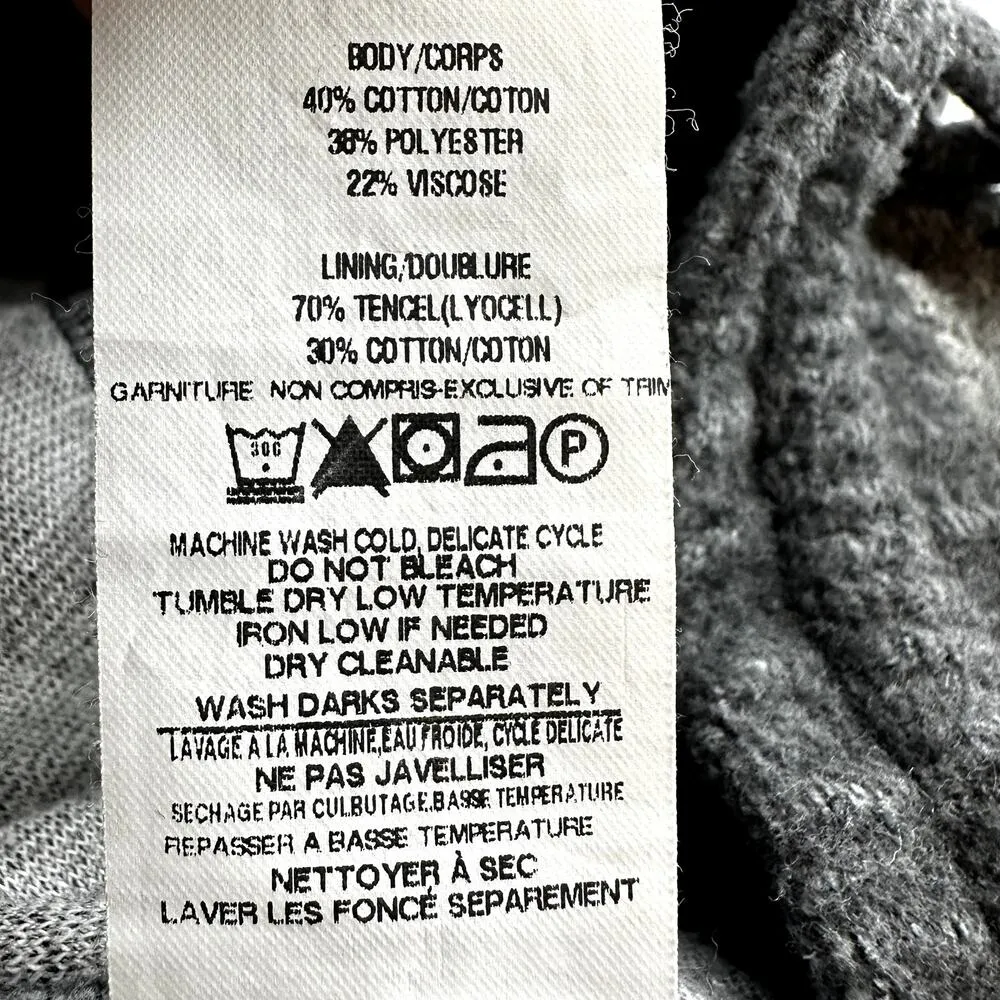 BODY/CORPS
40% COTTON/COTON
38% POLYESTER
22% VISCOSE
LINING/DOUBLURE
70% TENCEL(LYOCELL)
30% COTTON/COTON
GARNITURE NON COMPRIS-EXCLUSIVE OF TRIM
30C
P
MACHINE WASH COLD, DELICATE CYCLE
DO NOT BLEACH
TUMBLE DRY LOW TEMPERATURE
IRON LOW IF NEEDED
DRY CLEANABLE
WASH DARKS SEPARATELY
LAVAGE A LA MACHINE,EAU FROIDE, CYCLE DELICATE
NE PAS JAVELLISER
SECHAGE PAR CULBUTAGE.BASSE TEMPERATURE
REPASSER A BASSE TEMPERATURE
NETTOYER À SEC
LAVER LES FONCÉ SEPAREMENT